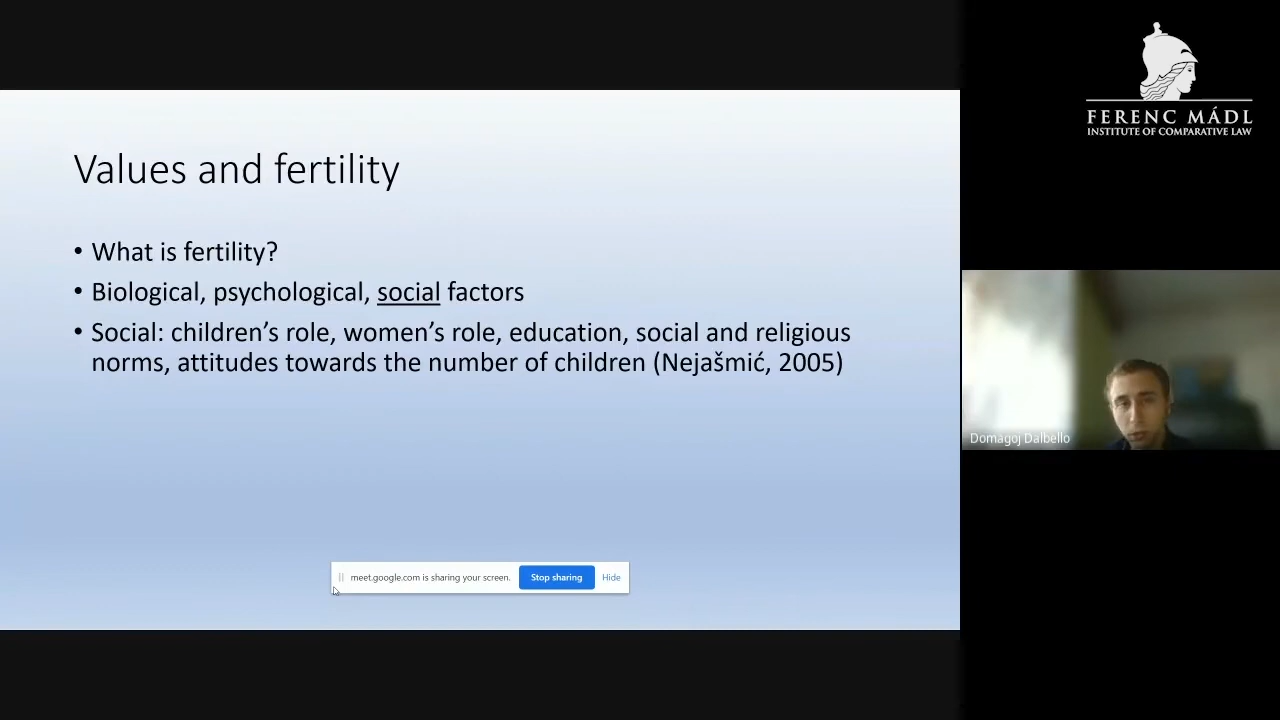 Values and fertility
• What is fertility?
• Biological, psychological, social factors
• Social: children’s role, women’s role, education, social and religious
norms, attitudes towards the number of children (Nejašmić, 2005)
meet.google.com is sharing your screen. Stop sharing Hide
FERENC MÁDL
INSTITUTE OF COMPARATIVE LAW
Domagoj Dalbello